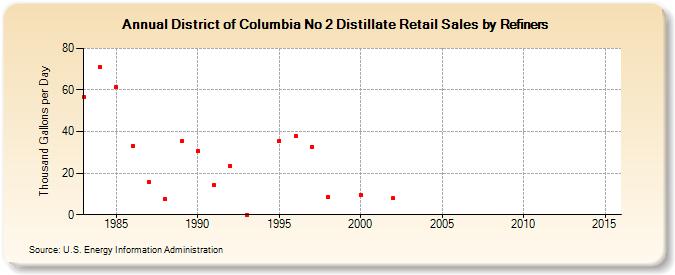 Annual District of Columbia No 2 Distillate Retail Sales by Refiners
Thousand Gallons per Day
80
60
40
20
0
1985 1990 1995 2000 2005 2010 2015
Source: U.S. Energy Information Administration